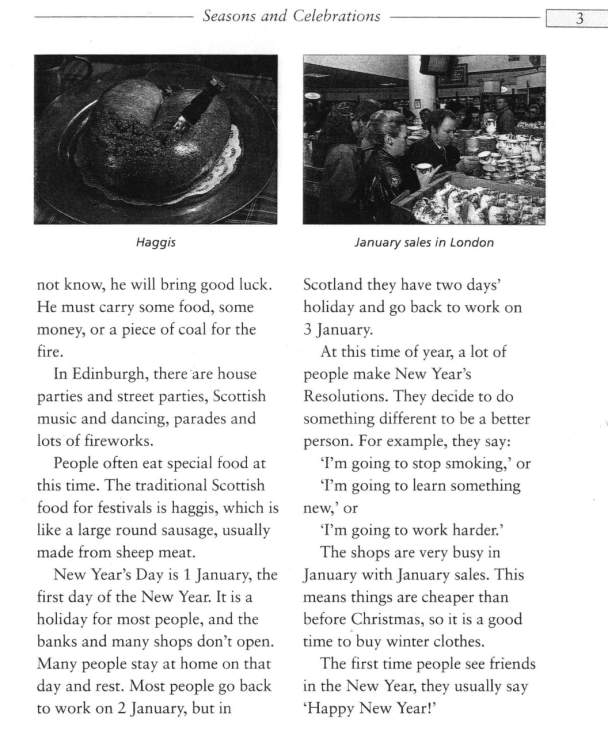 Seasons and Celebrations
3
Haggis
January sales in London
not know, he will bring good luck.
He must carry some food, some
money, or a piece of coal for the
fire.
In Edinburgh, there are house
parties and street parties, Scottish
music and dancing, parades and
lots of fireworks.
People often eat special food at
this time. The traditional Scottish
food for festivals is haggis, which is
like a large round sausage, usually
made from sheep meat.
New Year's Day is 1 January, the
first day of the New Year. It is a
holiday for most people, and the
banks and many shops don't open.
Many people stay at home on that
day and rest. Most people go back
to work on 2 January, but in
Scotland they have two days'
holiday and go back to work on
3 January.
At this time of year, a lot of
people make New Year's
Resolutions. They decide to do
something different to be a better
person. For example, they say:
'I'm going to stop smoking,' or
'I'm going to learn something
new,' or
'I'm going to work harder.'
The shops are very busy in
January with January sales. This
means things are cheaper than
before Christmas, so it is a good
time to buy winter clothes.
The first time people see friends
in the New Year, they usually say
'Happy New Year!'